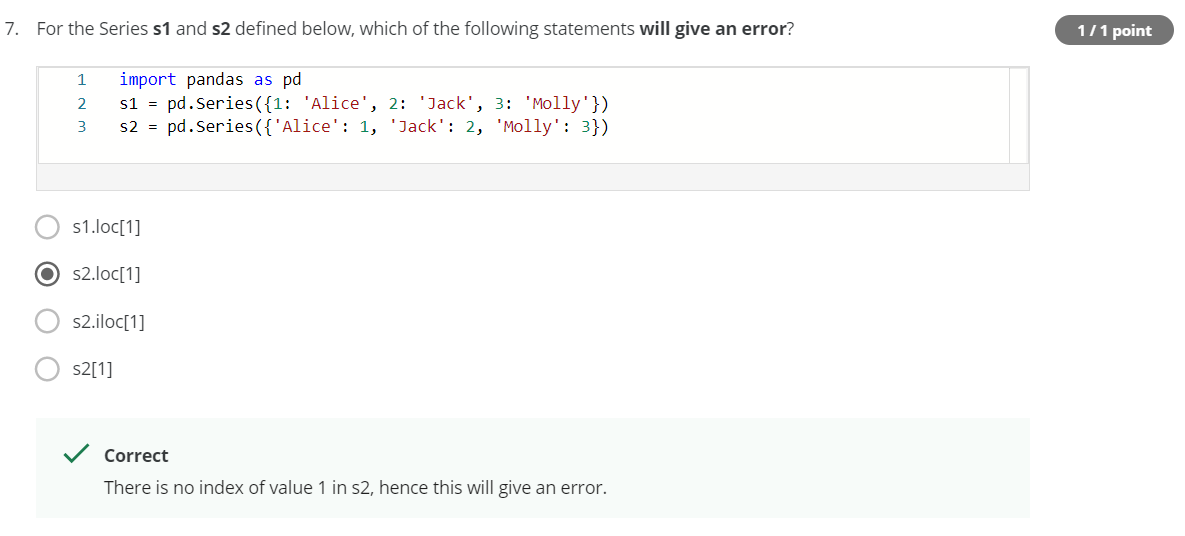 7. For the Series s1 and s2 defined below, which of the following statements will give an error?
1 / 1 point
1 import pandas as pd
2 s1 = pd.Series({1: 'Alice', 2: 'Jack', 3: 'Molly'})
3 s2 = pd.Series({'Alice': 1, 'Jack': 2, 'Molly': 3})
s1.loc[1]
s2.loc[1]
s2.iloc[1]
s2[1]
Correct
There is no index of value 1 in s2, hence this will give an error.